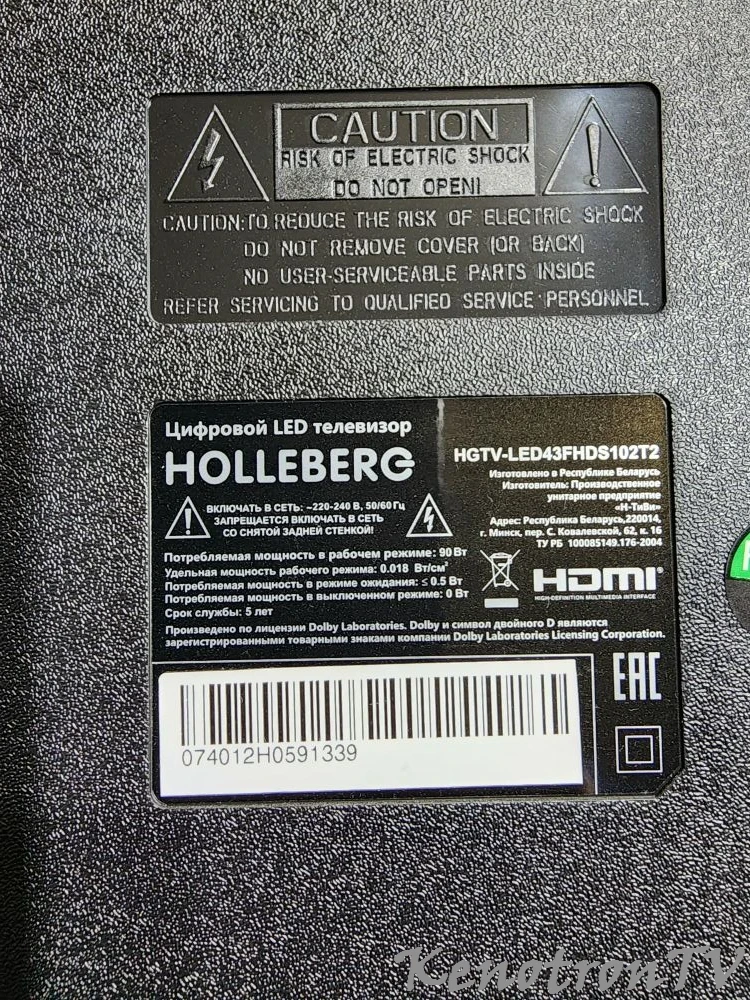 CAUTION
RISK OF ELECTRIC SHOCK
DO NOT OPEN!
CAUTION:TO REDUCE THE RISK OF ELECTRIC SHOCK
DO NOT REMOVE COVER (OR BACK)
NO USER-SERVICEABLE PARTS INSIDE
REFER SERVICING TO QUALIFIED SERVICE PERSONNEL
Цифровой LED телевизор
HOLLEBERG
HGTV-LED43FHDS102T2
Изготовлено в Республике Беларусь
Изготовитель: Производственное
унитарное предприятие
«Н-ТиВи»
Адрес: Республика Беларусь,220014,
г. Минск, пер. С. Ковалевской, 62, к. 16
ТУ РБ 100085149.176-2004
ВКЛЮЧАТЬ В СЕТЬ: ~220-240 В, 50/60 Гц
ЗАПРЕЩАЕТСЯ ВКЛЮЧАТЬ В СЕТЬ
СО СНЯТОЙ ЗАДНЕЙ СТЕНКОЙ!
Потребляемая мощность в рабочем режиме: 90 Вт
Удельная мощность рабочего режима: 0.018 Вт/см²
Потребляемая мощность в режиме ожидания: ≤ 0.5 Вт
Потребляемая мощность в выключенном режиме: 0 Вт
Срок службы: 5 лет
HDMI
HIGH-DEFINITION MULTIMEDIA INTERFACE
Произведено по лицензии Dolby Laboratories. Dolby и символ двойного D являются
зарегистрированными товарными знаками компании Dolby Laboratories Licensing Corporation.
EAC
074012H0591339
KenotronTV